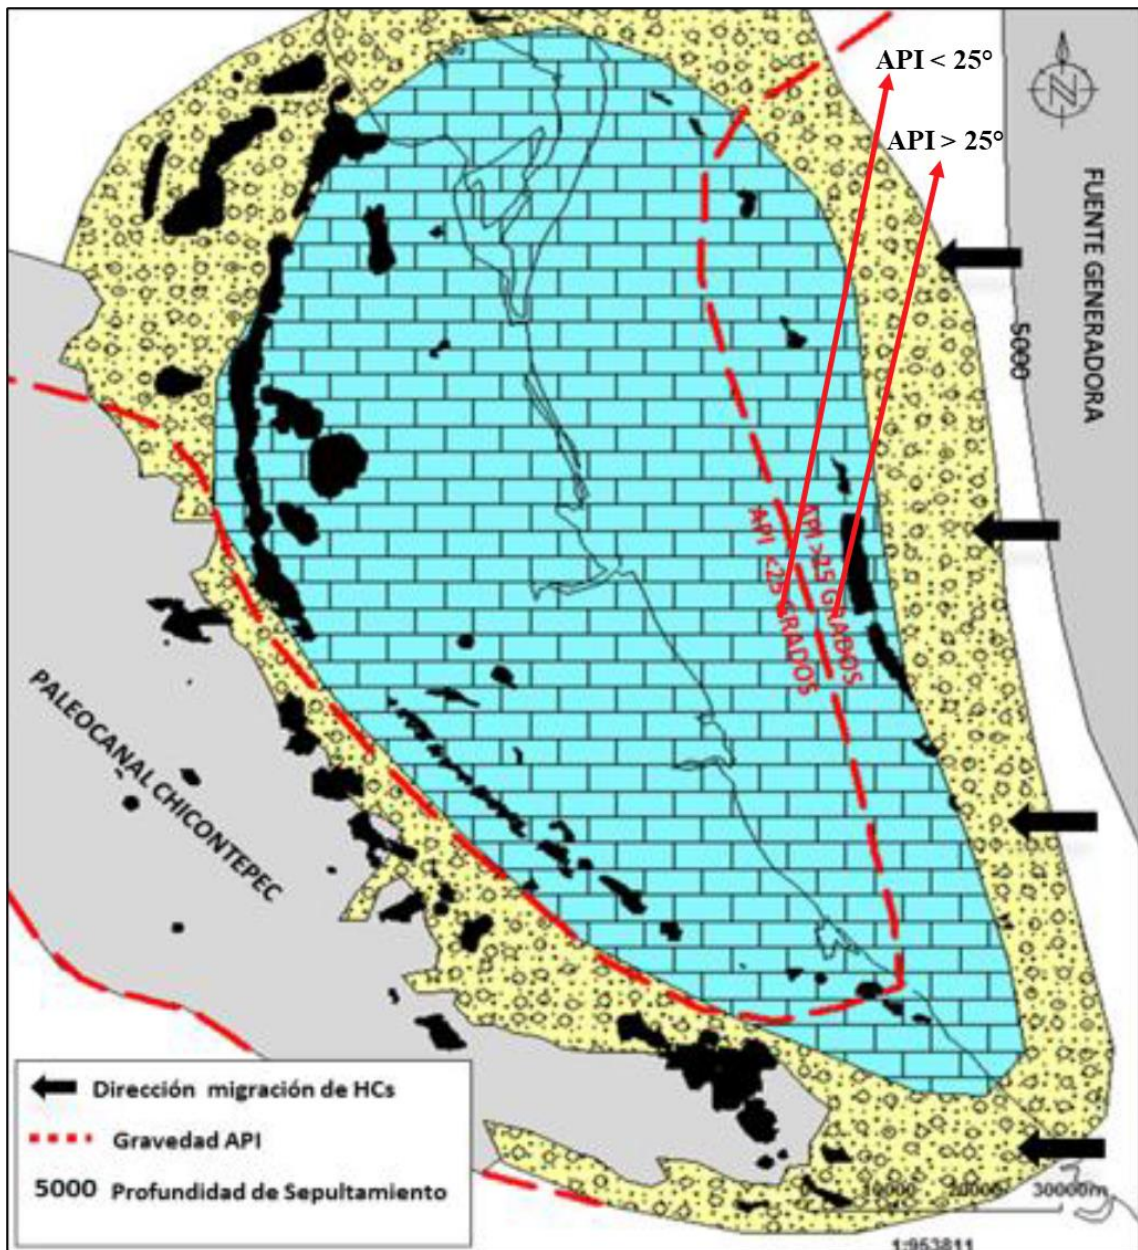 API < 25°
API > 25°
N
FUENTE GENERADORA
5000
API >25 GRADOS
API <25 GRADOS
PALEOCANAL CHICONTEPEC
Dirección migración de HCs
Gravedad API
5000 Profundidad de Sepultamiento
0 10000 20000 30000m
1:953811